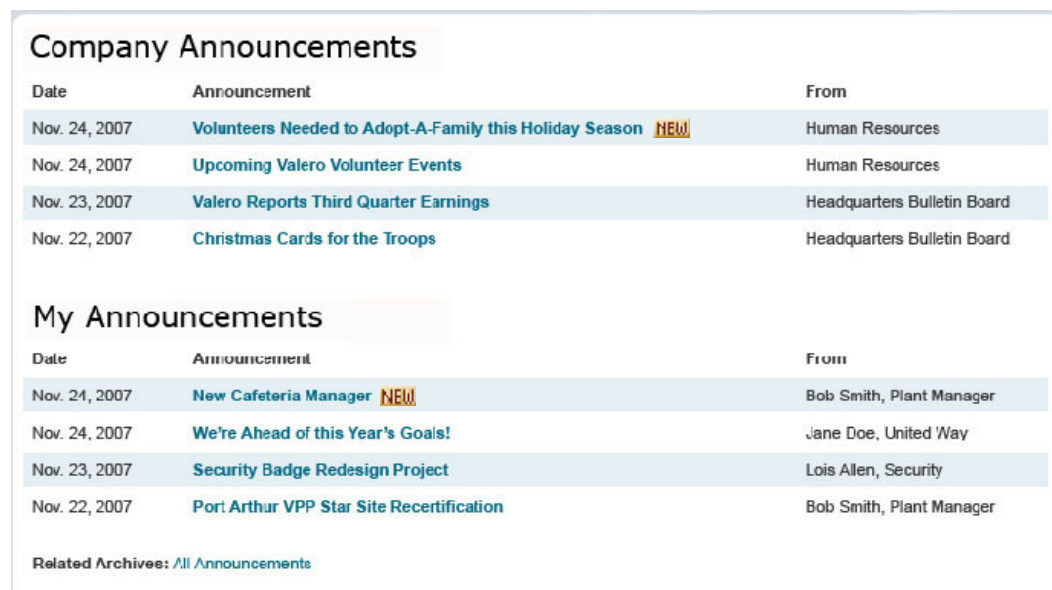 Company Announcements
Date Announcement From
Nov. 24, 2007 Volunteers Needed to Adopt-A-Family this Holiday Season NEW Human Resources
Nov. 24, 2007 Upcoming Valero Volunteer Events Human Resources
Nov. 23, 2007 Valero Reports Third Quarter Earnings Headquarters Bulletin Board
Nov. 22, 2007 Christmas Cards for the Troops Headquarters Bulletin Board
My Announcements
Date Announcement From
Nov. 24, 2007 New Cafeteria Manager NEW Bob Smith, Plant Manager
Nov. 24, 2007 We're Ahead of this Year's Goals! Jane Doe, United Way
Nov. 23, 2007 Security Badge Redesign Project Lois Allen, Security
Nov. 22, 2007 Port Arthur VPP Star Site Recertification Bob Smith, Plant Manager
Related Archives: All Announcements